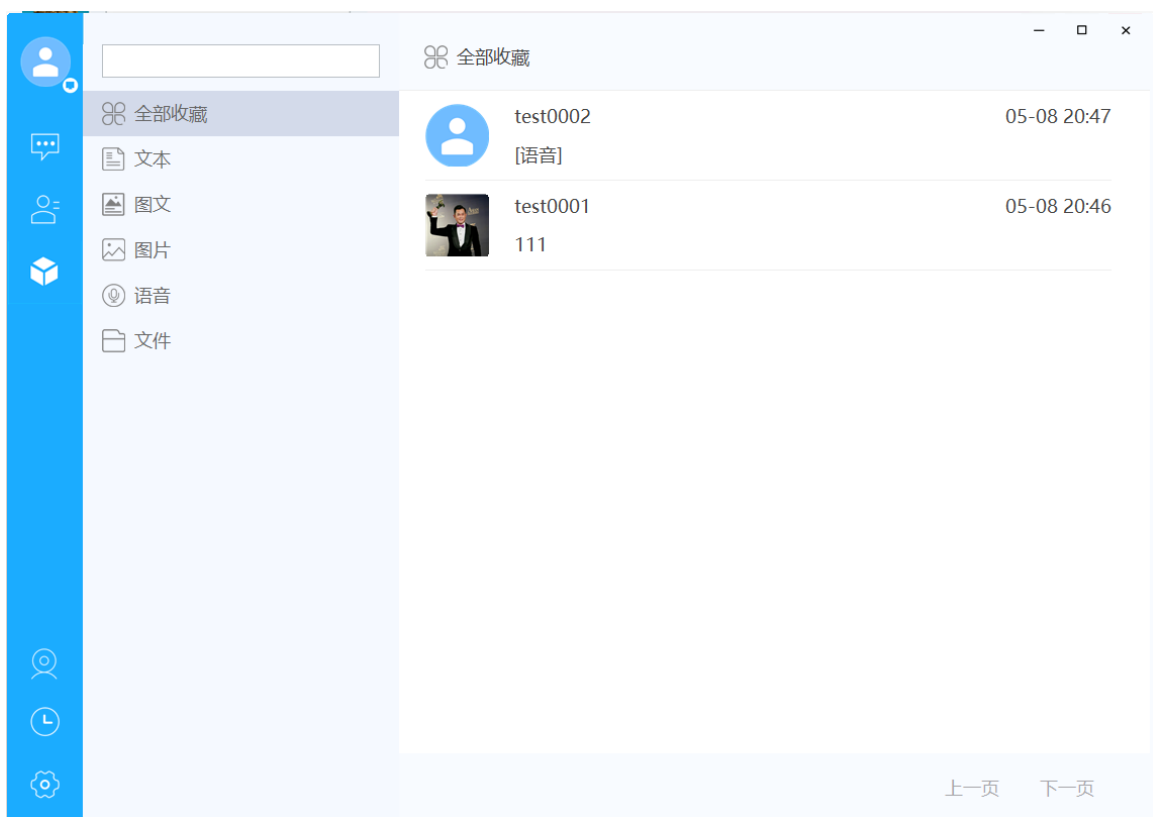 全部收藏
文本
图文
图片
语音
文件
全部收藏
test0002
05-08 20:47
[语音]
test0001
05-08 20:46
111
上一页
下一页